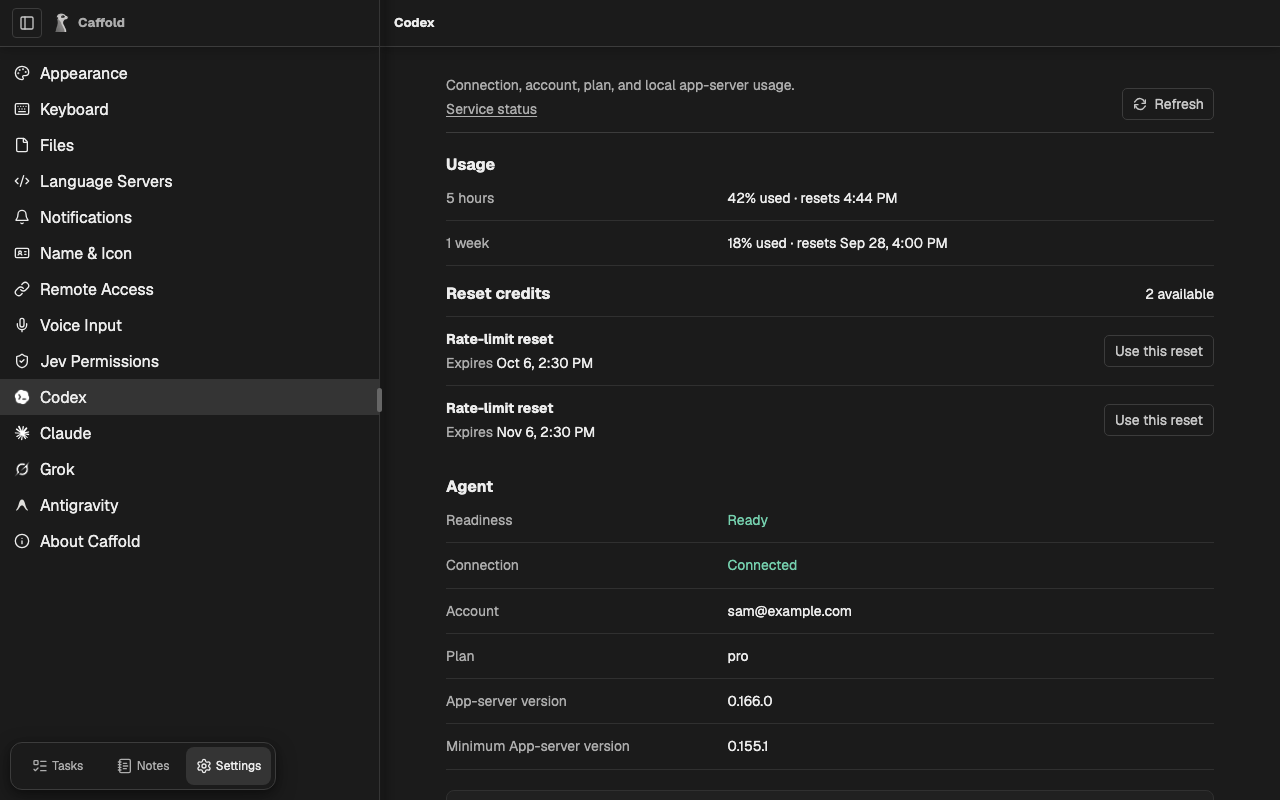 Caffold
Codex
Appearance
Keyboard
Files
Language Servers
Notifications
Name & Icon
Remote Access
Voice Input
Jev Permissions
Codex
Claude
Grok
Antigravity
About Caffold
Tasks
Notes
Settings
Connection, account, plan, and local app-server usage.
Service status
Refresh
Usage
5 hours 42% used · resets 4:44 PM
1 week 18% used · resets Sep 28, 4:00 PM
Reset credits 2 available
Rate-limit reset
Expires Oct 6, 2:30 PM
Use this reset
Rate-limit reset
Expires Nov 6, 2:30 PM
Use this reset
Agent
Readiness Ready
Connection Connected
Account sam@example.com
Plan pro
App-server version 0.166.0
Minimum App-server version 0.155.1